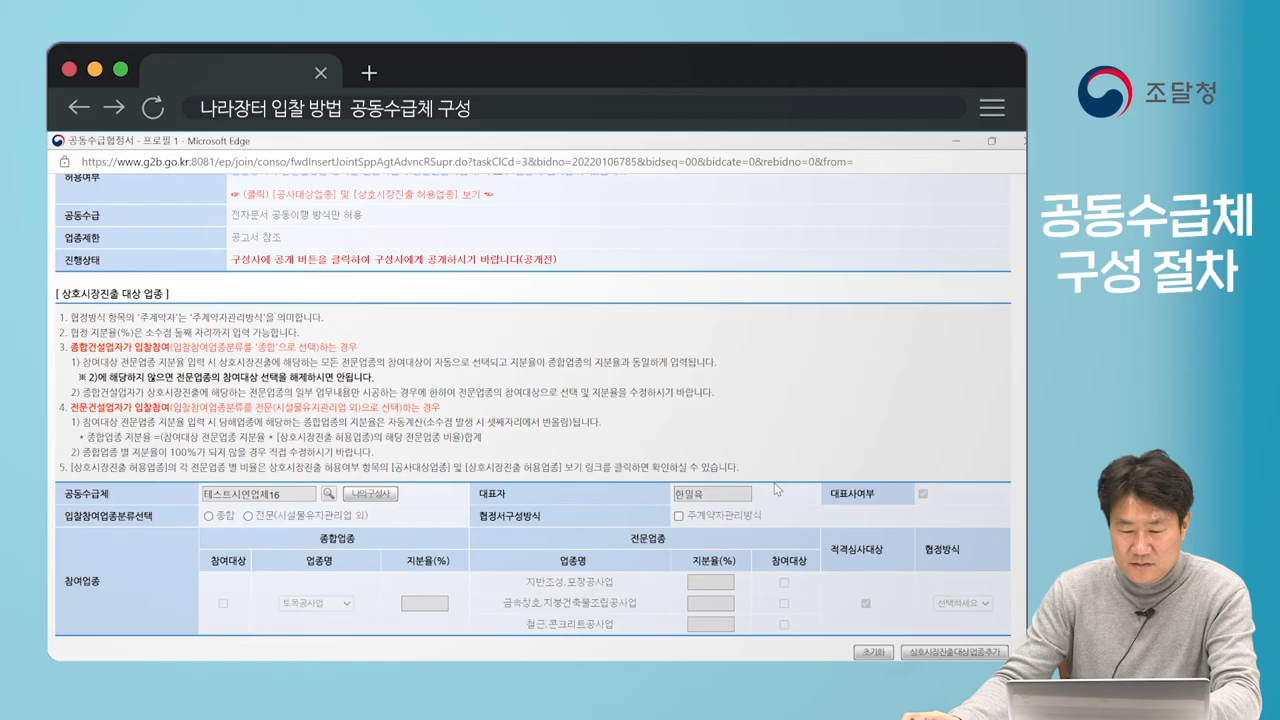 나라장터 입찰 방법 공동수급체 구성
조달청
공동수급체
구성 절차
공동수급협정서 - 프로필 1 - Microsoft Edge
https://www.g2b.go.kr:8081/ep/join/conso/fwdInsertJointSppAgtAdvncRSupr.do?taskClCd=3&bidno=20220106785&bidseq=00&bidcate=0&rebidno=0&from=
허용여부
(클릭) [공사대상업종] 및 [상호시장진출 허용업종] 보기
공동수급 전자문서 공동이행 방식만 허용
업종제한 공고서 참조
진행상태 구성사에 공개 버튼을 클릭하여 구성사에게 공개하시기 바랍니다(공개전)
[ 상호시장진출 대상 업종 ]
1. 협정방식 항목의 '주계약자'는 '주계약자관리방식'을 의미합니다.
2. 협정 지분율(%)은 소수점 둘째 자리까지 입력 가능합니다.
3. 종합건설업자가 입찰참여(입찰참여업종분류를 '종합'으로 선택)하는 경우
1) 참여대상 전문업종 지분율 입력 시 상호시장진출에 해당하는 모든 전문업종의 참여대상이 자동으로 선택되고 지분율이 종합업종의 지분율과 동일하게 입력됩니다.
※ 2)에 해당하지 않으면 전문업종의 참여대상 선택을 해제하시면 안됩니다.
2) 종합건설업자가 상호시장진출에 해당하는 전문업종의 일부 업무내용만 시공하는 경우에 한하여 전문업종의 참여대상으로 선택 및 지분율을 수정하시기 바랍니다.
4. 전문건설업자가 입찰참여(입찰참여업종분류를 전문(시설물유지관리업 외)으로 선택)하는 경우
1) 참여대상 전문업종 지분율 입력 시 당해업종에 해당하는 종합업종의 지분율은 자동계산(소수점 발생 시 셋째자리에서 반올림)됩니다.
* 종합업종 지분율 =(참여대상 전문업종 지분율 * [상호시장진출 허용업종]의 해당 전문업종 비율)합계
2) 종합업종 별 지분율이 100%가 되지 않을 경우 직접 수정하시기 바랍니다.
5. [상호시장진출 허용업종]의 각 전문업종 별 비율은 상호시장진출 허용여부 항목의 [공사대상업종] 및 [상호시장진출 허용업종] 보기 링크를 클릭하면 확인하실 수 있습니다.
공동수급체 테스트시연업체16 나의구성사 대표자 한일육 대표사여부
입찰참여업종분류선택 종합 전문(시설물유지관리업 외) 협정서구성방식 주계약자관리방식
종합업종 전문업종 적격심사대상 협정방식
참여대상 업종명 지분율(%) 업종명 지분율(%) 참여대상
지반조성.포장공사업
참여업종 토목공사업 금속창호.지붕건축물조립공사업 선택하세요
철근.콘크리트공사업
초기화 상호시장진출대상업종추가